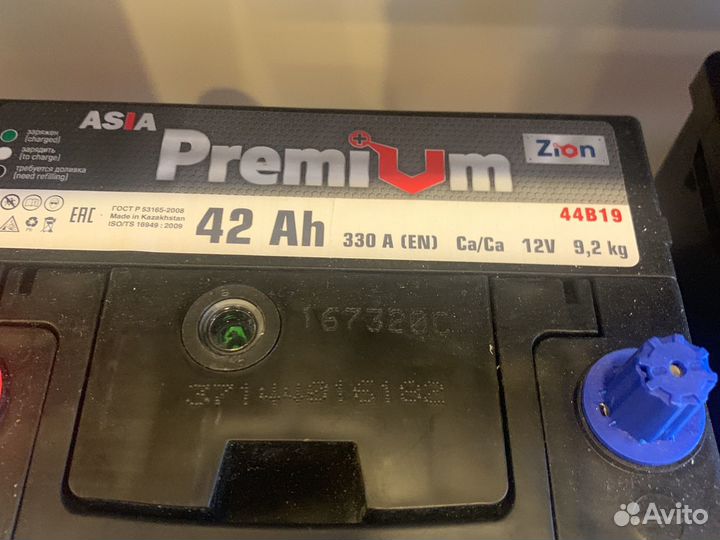 ASIA
Premium
Zion
заряжен
(charged)
зарядить
(to charge)
требуется доливка
(need refilling)
44B19
EAC
ГОСТ Р 53165-2008
Made in Kazakhstan
ISO/TS 16949 : 2009
42 Ah
330 A (EN)
Ca/Ca
12V
9,2 kg
167320C
Avito